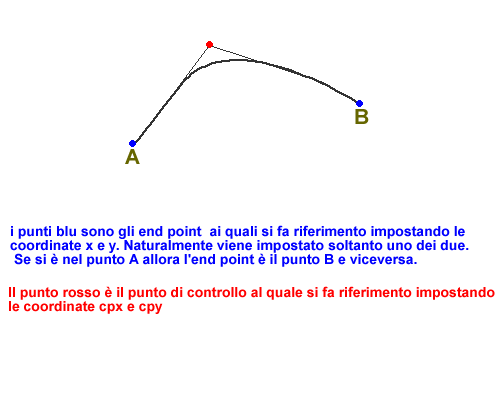 A
B
i punti blu sono gli end point  ai quali si fa riferimento impostando le
coordinate x e y. Naturalmente viene impostato soltanto uno dei due.
Se si è nel punto A allora l'end point è il punto B e viceversa.
Il punto rosso è il punto di controllo al quale si fa riferimento impostando
le coordinate cpx e cpy